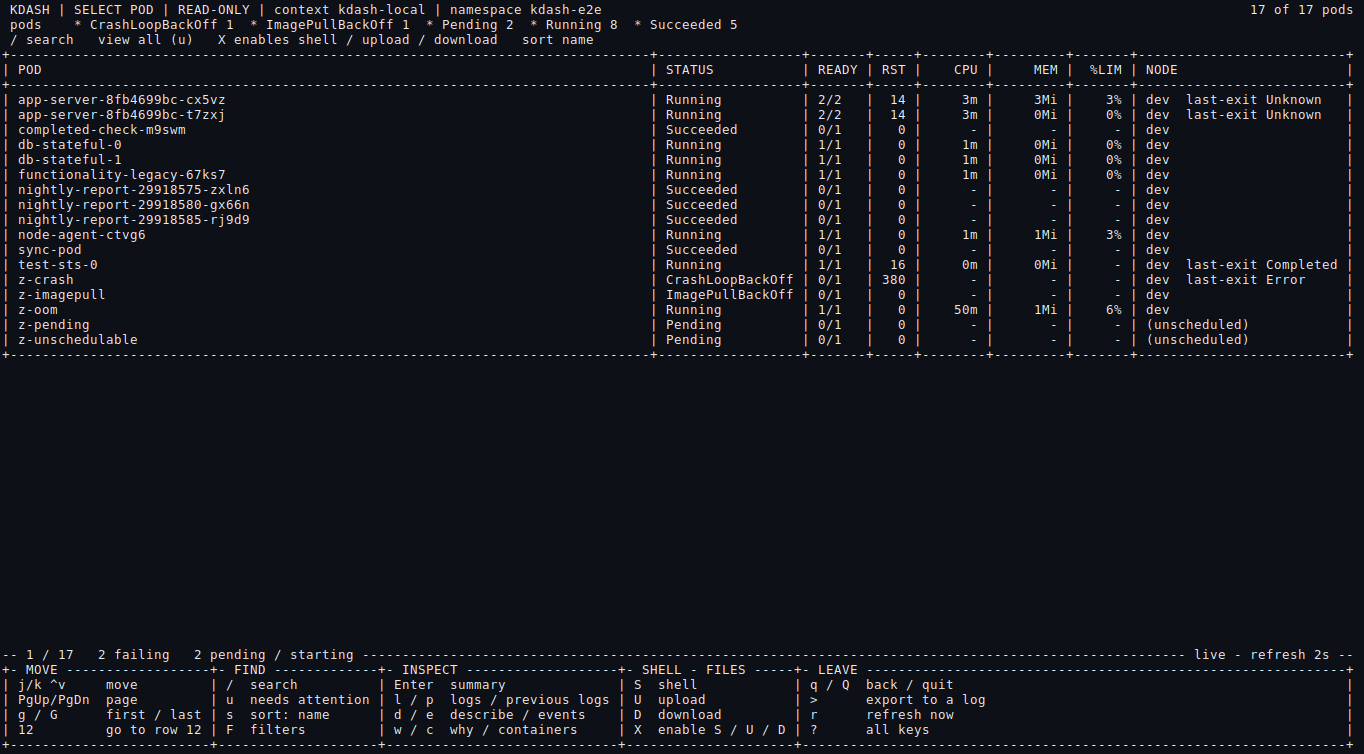 KDASH | SELECT POD | READ-ONLY | context kdash-local | namespace kdash-e2e 17 of 17 pods
pods * CrashLoopBackOff 1 * ImagePullBackOff 1 * Pending 2 * Running 8 * Succeeded 5
/ search view all (u) X enables shell / upload / download sort name
| POD | STATUS | READY | RST | CPU | MEM | %LIM | NODE |
| app-server-8fb4699bc-cx5vz | Running | 2/2 | 14 | 3m | 3Mi | 3% | dev last-exit Unknown |
| app-server-8fb4699bc-t7zxj | Running | 2/2 | 14 | 3m | 0Mi | 0% | dev last-exit Unknown |
| completed-check-m9swm | Succeeded | 0/1 | 0 | - | - | - | dev |
| db-stateful-0 | Running | 1/1 | 0 | 1m | 0Mi | 0% | dev |
| db-stateful-1 | Running | 1/1 | 0 | 1m | 0Mi | 0% | dev |
| functionality-legacy-67ks7 | Running | 1/1 | 0 | 1m | 0Mi | 0% | dev |
| nightly-report-29918575-zxln6 | Succeeded | 0/1 | 0 | - | - | - | dev |
| nightly-report-29918580-gx66n | Succeeded | 0/1 | 0 | - | - | - | dev |
| nightly-report-29918585-rj9d9 | Succeeded | 0/1 | 0 | - | - | - | dev |
| node-agent-ctvg6 | Running | 1/1 | 0 | 1m | 1Mi | 3% | dev |
| sync-pod | Succeeded | 0/1 | 0 | - | - | - | dev |
| test-sts-0 | Running | 1/1 | 16 | 0m | 0Mi | - | dev last-exit Completed |
| z-crash | CrashLoopBackOff | 0/1 | 380 | - | - | - | dev last-exit Error |
| z-imagepull | ImagePullBackOff | 0/1 | 0 | - | - | - | dev |
| z-oom | Running | 1/1 | 0 | 50m | 1Mi | 6% | dev |
| z-pending | Pending | 0/1 | 0 | - | - | - | (unscheduled) |
| z-unschedulable | Pending | 0/1 | 0 | - | - | - | (unscheduled) |
-- 1 / 17 2 failing 2 pending / starting -- live - refresh 2s --
+- MOVE -+- FIND -+- INSPECT -+- SHELL - FILES -+- LEAVE -+
| j/k ^v move | / search | Enter summary | S shell | q / Q back / quit |
| PgUp/PgDn page | u needs attention | l / p logs / previous logs | U upload | > export to a log |
| g / G first / last | s sort: name | d / e describe / events | D download | r refresh now |
| 12 go to row 12 | F filters | w / c why / containers | X enable S / U / D | ? all keys |